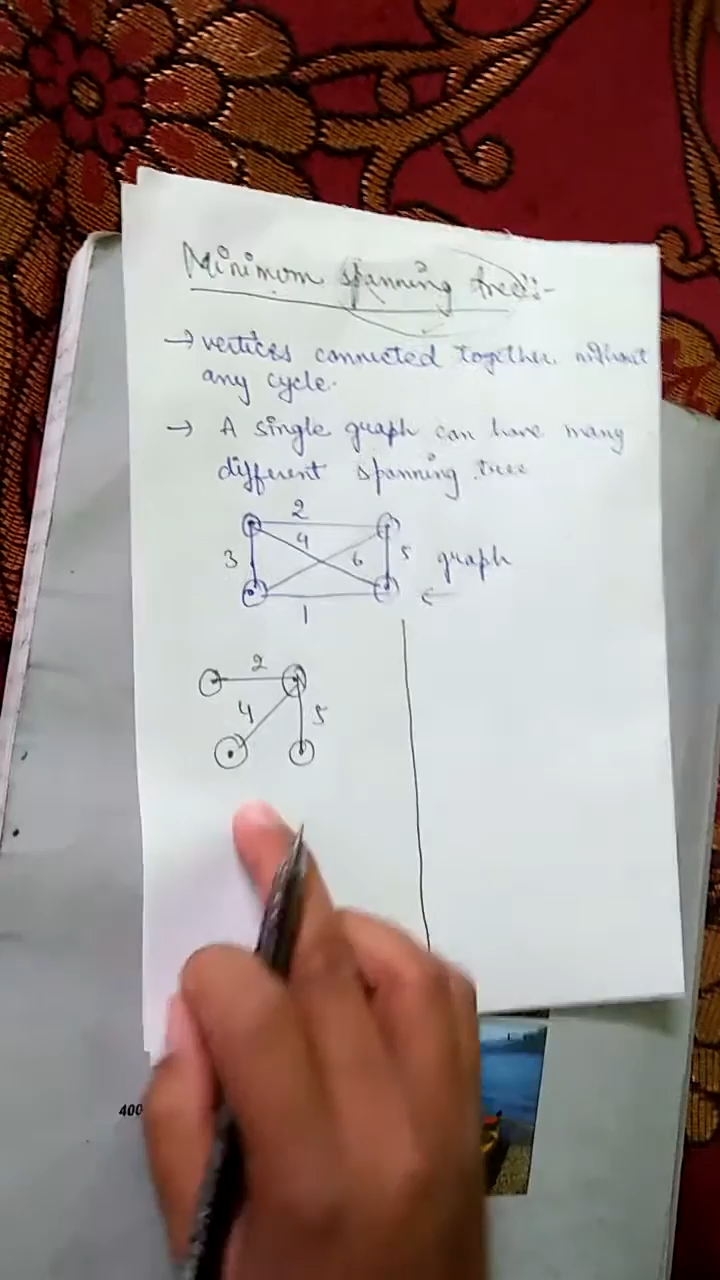 Minimum spanning tree:-
→ vertices connected together without
any cycle.
→ A single graph can have many
different spanning tree
2
4
3 6 5 graph
1
2
4 5
400